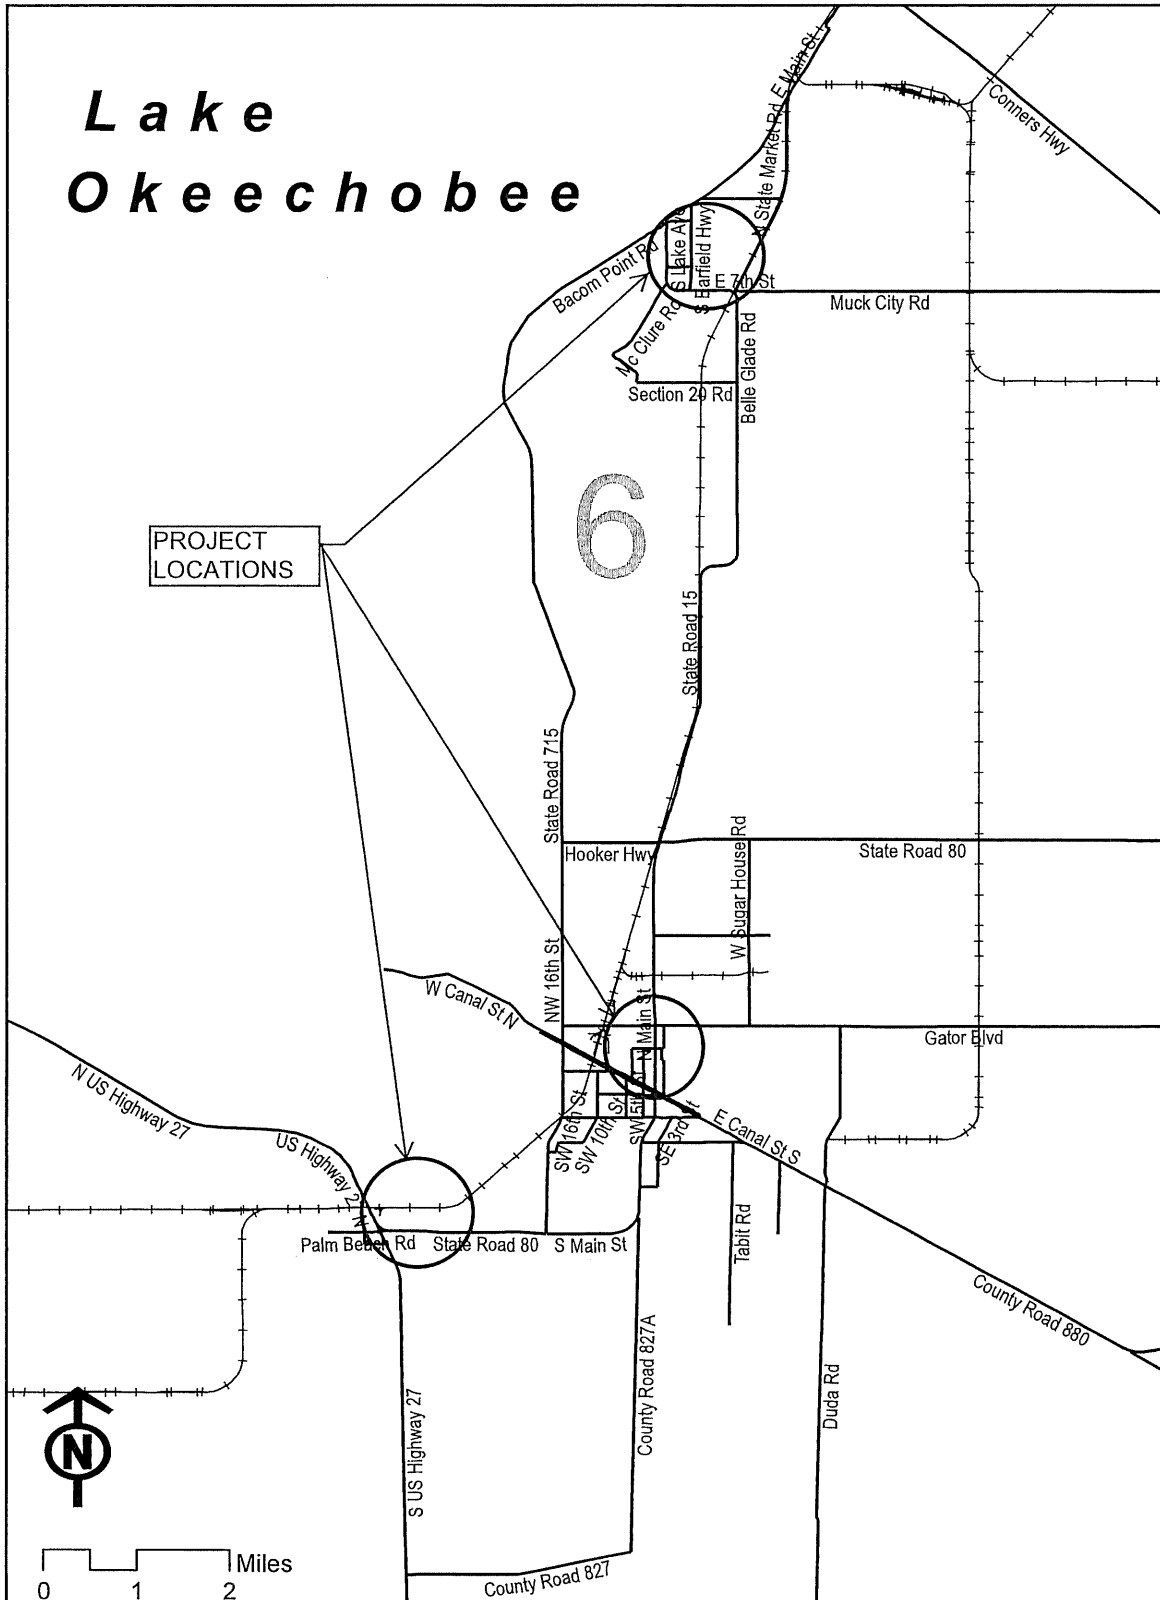 Lake
Okeechobee
E Main St
Conners Hwy
N State Market Rd
S Lake Ave
S Barfield Hwy
Bacom Point Rd
E 7th St
Muck City Rd
Mc Clure Rd
Belle Glade Rd
Section 20 Rd
6
PROJECT
LOCATIONS
State Road 15
State Road 715
Hooker Hwy
State Road 80
W Sugar House Rd
NW 16th St
W Canal St N
N Main St
Gator Blvd
N US Highway 27
US Highway 27 N
SW 16th St
SW 10th St
SW 5th St
SE 3rd St
E Canal St S
Palm Beach Rd
State Road 80
S Main St
Tabit Rd
County Road 880
County Road 827A
Duda Rd
S US Highway 27
N
Miles
0 1 2
County Road 827